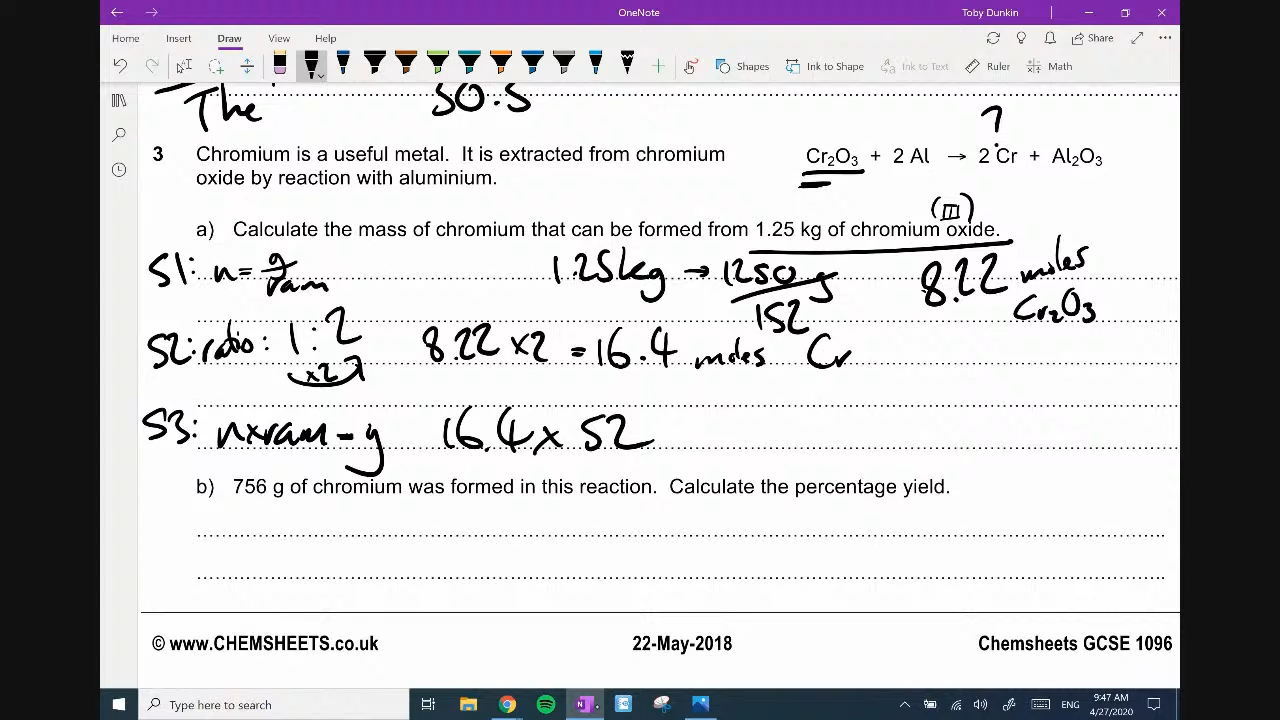 OneNote
Toby Dunkin
Home Insert Draw View Help
Share
Shapes Ink to Shape Ink to Text Ruler Math
The 50.5
?
3 Chromium is a useful metal. It is extracted from chromium
oxide by reaction with aluminium.
Cr₂O₃ + 2 Al → 2 Cr + Al₂O₃
(III)
a) Calculate the mass of chromium that can be formed from 1.25 kg of chromium oxide.
S1: n= g/ram 1.25kg → 1250g/152 8.22 moles Cr₂O₃
S2: ratio: 1:2 8.22 x2 = 16.4 moles Cr
x2
S3: nxram = g 16.4 x 52
b) 756 g of chromium was formed in this reaction. Calculate the percentage yield.
© www.CHEMSHEETS.co.uk 22-May-2018 Chemsheets GCSE 1096
Type here to search
ENG
9:47 AM
4/27/2020